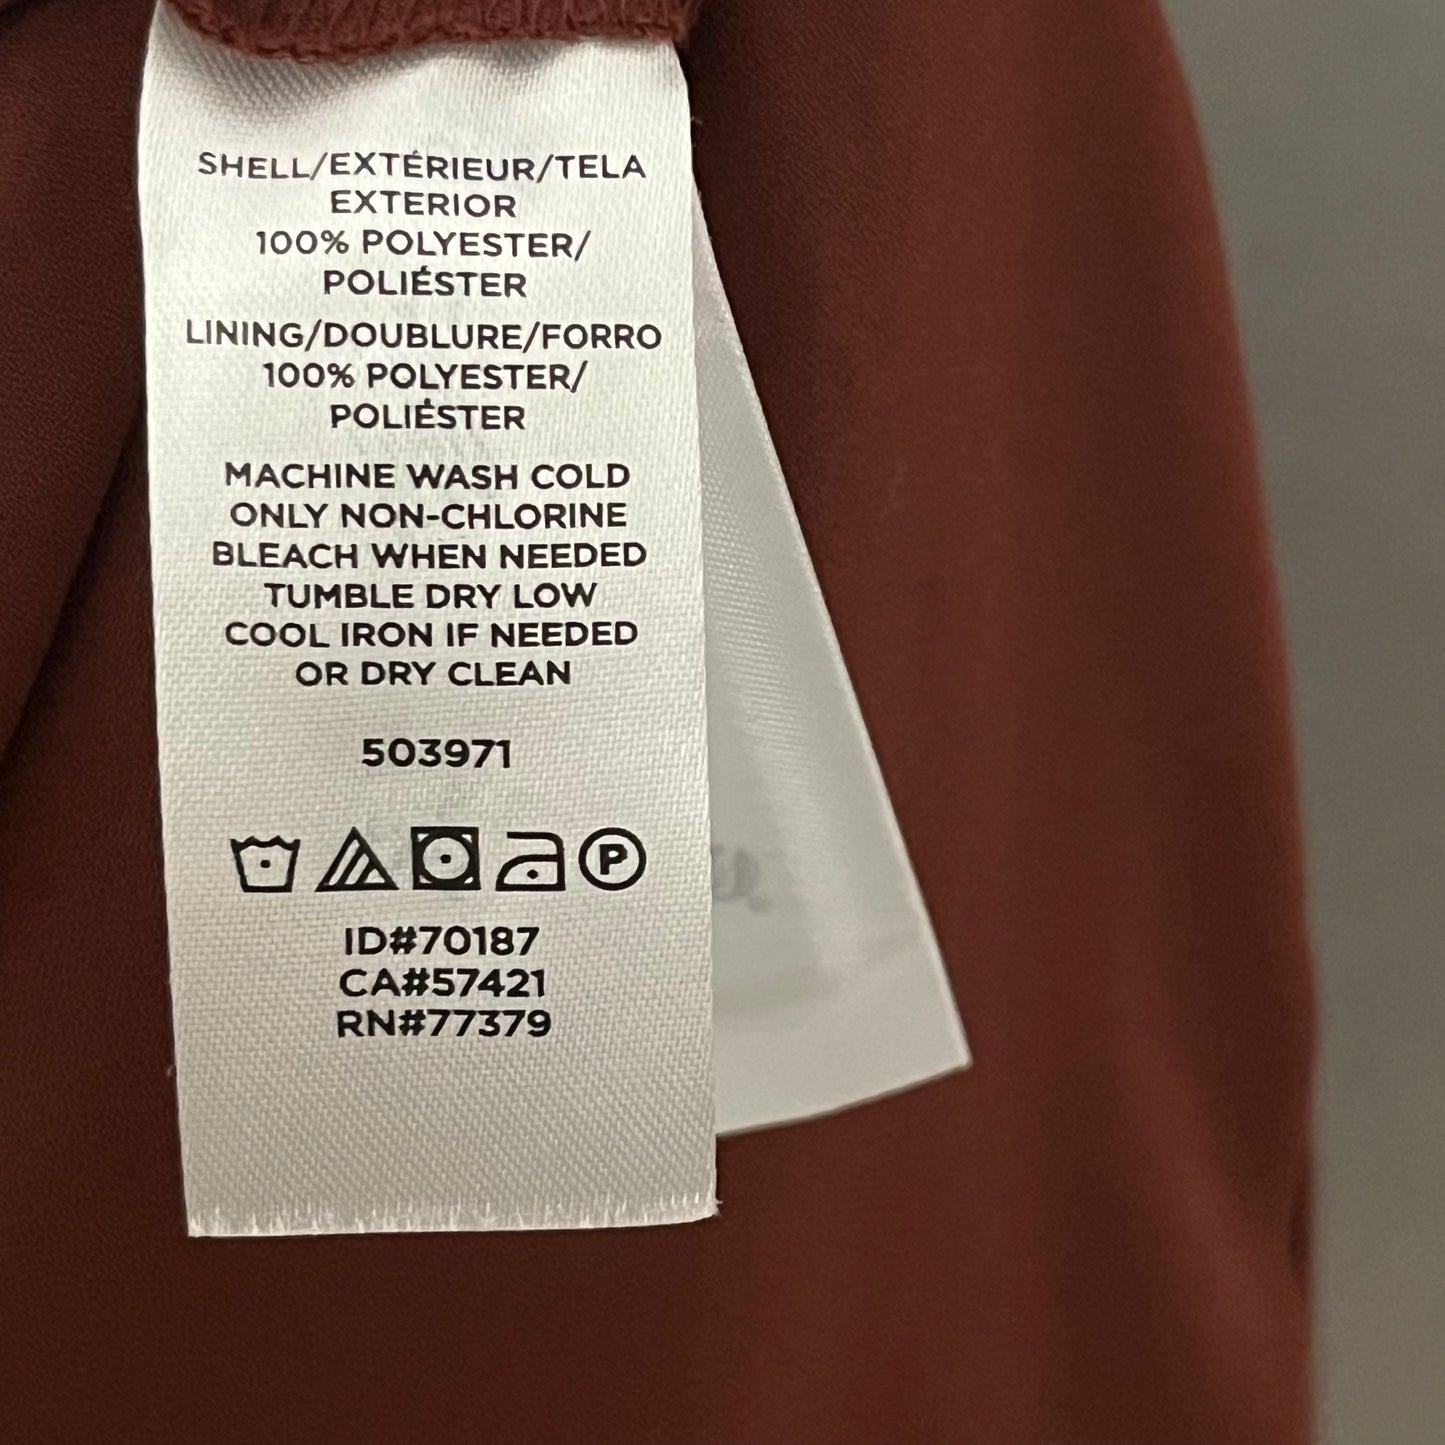 SHELL/EXTÉRIEUR/TELA
EXTERIOR
100% POLYESTER/
POLIÉSTER
LINING/DOUBLURE/FORRO
100% POLYESTER/
POLIÉSTER
MACHINE WASH COLD
ONLY NON-CHLORINE
BLEACH WHEN NEEDED
TUMBLE DRY LOW
COOL IRON IF NEEDED
OR DRY CLEAN
503971
P
ID#70187
CA#57421
RN#77379